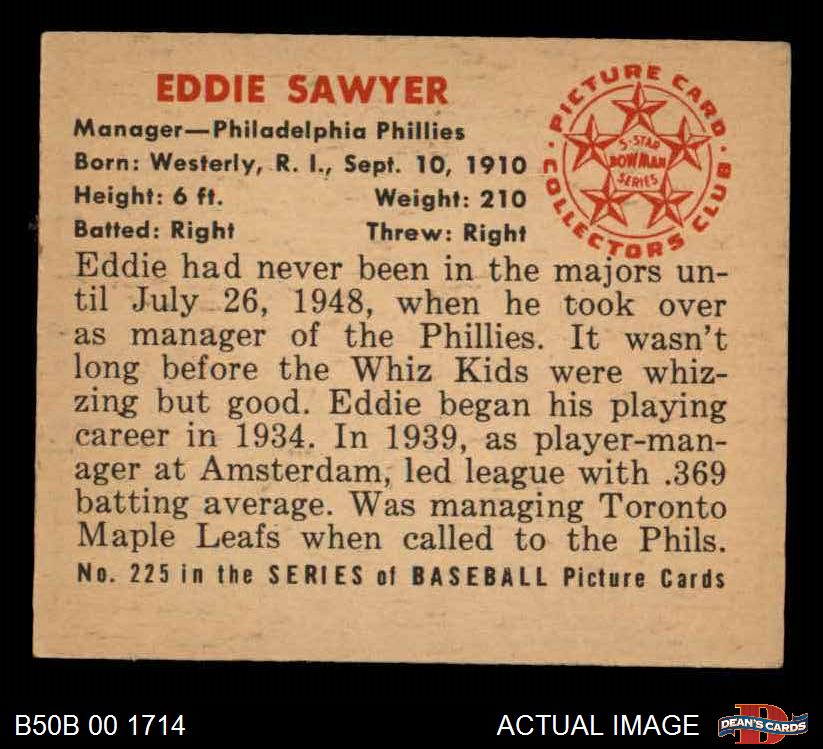 EDDIE SAWYER
Manager—Philadelphia Phillies
Born: Westerly, R. I., Sept. 10, 1910
Height: 6 ft. Weight: 210
Batted: Right Threw: Right
PICTURE CARD
COLLECTORS CLUB
5-STAR
BOWMAN
SERIES
Eddie had never been in the majors un-
til July 26, 1948, when he took over
as manager of the Phillies. It wasn't
long before the Whiz Kids were whiz-
zing but good. Eddie began his playing
career in 1934. In 1939, as player-man-
ager at Amsterdam, led league with .369
batting average. Was managing Toronto
Maple Leafs when called to the Phils.
No. 225 in the SERIES of BASEBALL Picture Cards
B50B 00 1714
ACTUAL IMAGE
DEAN'S CARDS